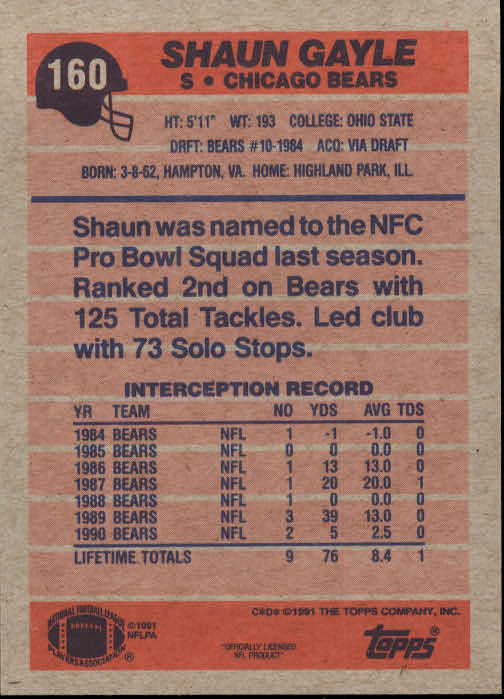 160
SHAUN GAYLE
S • CHICAGO BEARS
HT: 5'11" WT: 193 COLLEGE: OHIO STATE
DRFT: BEARS #10-1984 ACQ: VIA DRAFT
BORN: 3-8-62, HAMPTON, VA. HOME: HIGHLAND PARK, ILL.
Shaun was named to the NFC
Pro Bowl Squad last season.
Ranked 2nd on Bears with
125 Total Tackles. Led club
with 73 Solo Stops.
INTERCEPTION RECORD
YR TEAM NO YDS AVG TDS
1984 BEARS NFL 1 -1 -1.0 0
1985 BEARS NFL 0 0 0.0 0
1986 BEARS NFL 1 13 13.0 0
1987 BEARS NFL 1 20 20.0 1
1988 BEARS NFL 1 0 0.0 0
1989 BEARS NFL 3 39 13.0 0
1990 BEARS NFL 2 5 2.5 0
LIFETIME TOTALS 9 76 8.4 1
NATIONAL FOOTBALL LEAGUE
PLAYERS ASSOCIATION ®
©1991
NFLPA
C*D* ©1991 THE TOPPS COMPANY, INC.
"OFFICIALLY LICENSED
NFL PRODUCT"
topps®